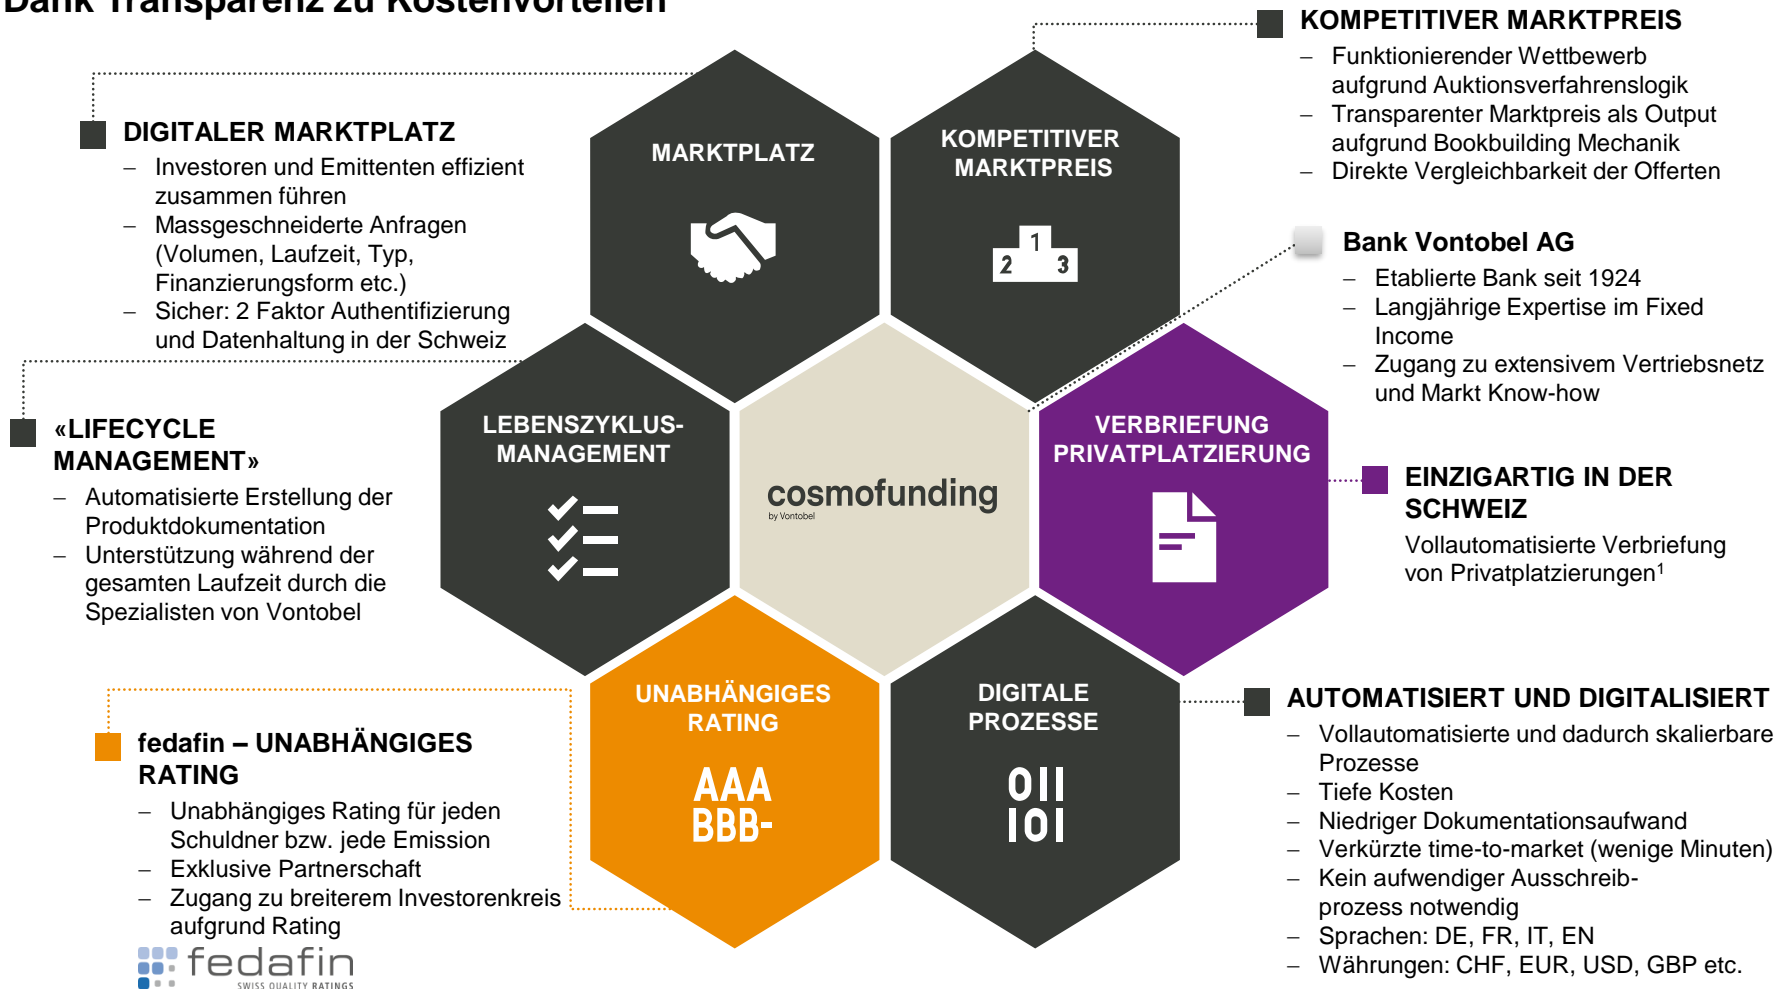 Dank Transparenz zu Kostenvorteilen
KOMPETITIVER MARKTPREIS
– Funktionierender Wettbewerb
aufgrund Auktionsverfahrenslogik
– Transparenter Marktpreis als Output
aufgrund Bookbuilding Mechanik
– Direkte Vergleichbarkeit der Offerten
DIGITALER MARKTPLATZ
– Investoren und Emittenten effizient
zusammen führen
– Massgeschneiderte Anfragen
(Volumen, Laufzeit, Typ,
Finanzierungsform etc.)
– Sicher: 2 Faktor Authentifizierung
und Datenhaltung in der Schweiz
MARKTPLATZ
KOMPETITIVER
MARKTPREIS
1
2 3
Bank Vontobel AG
– Etablierte Bank seit 1924
– Langjährige Expertise im Fixed
Income
– Zugang zu extensivem Vertriebsnetz
und Markt Know-how
«LIFECYCLE
MANAGEMENT»
– Automatisierte Erstellung der
Produktdokumentation
– Unterstützung während der
gesamten Laufzeit durch die
Spezialisten von Vontobel
LEBENSZYKLUS-
MANAGEMENT
cosmofunding
by Vontobel
VERBRIEFUNG
PRIVATPLATZIERUNG
EINZIGARTIG IN DER
SCHWEIZ
Vollautomatisierte Verbriefung
von Privatplatzierungen¹
fedafin – UNABHÄNGIGES
RATING
– Unabhängiges Rating für jeden
Schuldner bzw. jede Emission
– Exklusive Partnerschaft
– Zugang zu breiterem Investorenkreis
aufgrund Rating
fedafin
SWISS QUALITY RATINGS
UNABHÄNGIGES
RATING
AAA
BBB-
DIGITALE
PROZESSE
011
101
AUTOMATISIERT UND DIGITALISIERT
– Vollautomatisierte und dadurch skalierbare
Prozesse
– Tiefe Kosten
– Niedriger Dokumentationsaufwand
– Verkürzte time-to-market (wenige Minuten)
– Kein aufwendiger Ausschreib-
prozess notwendig
– Sprachen: DE, FR, IT, EN
– Währungen: CHF, EUR, USD, GBP etc.